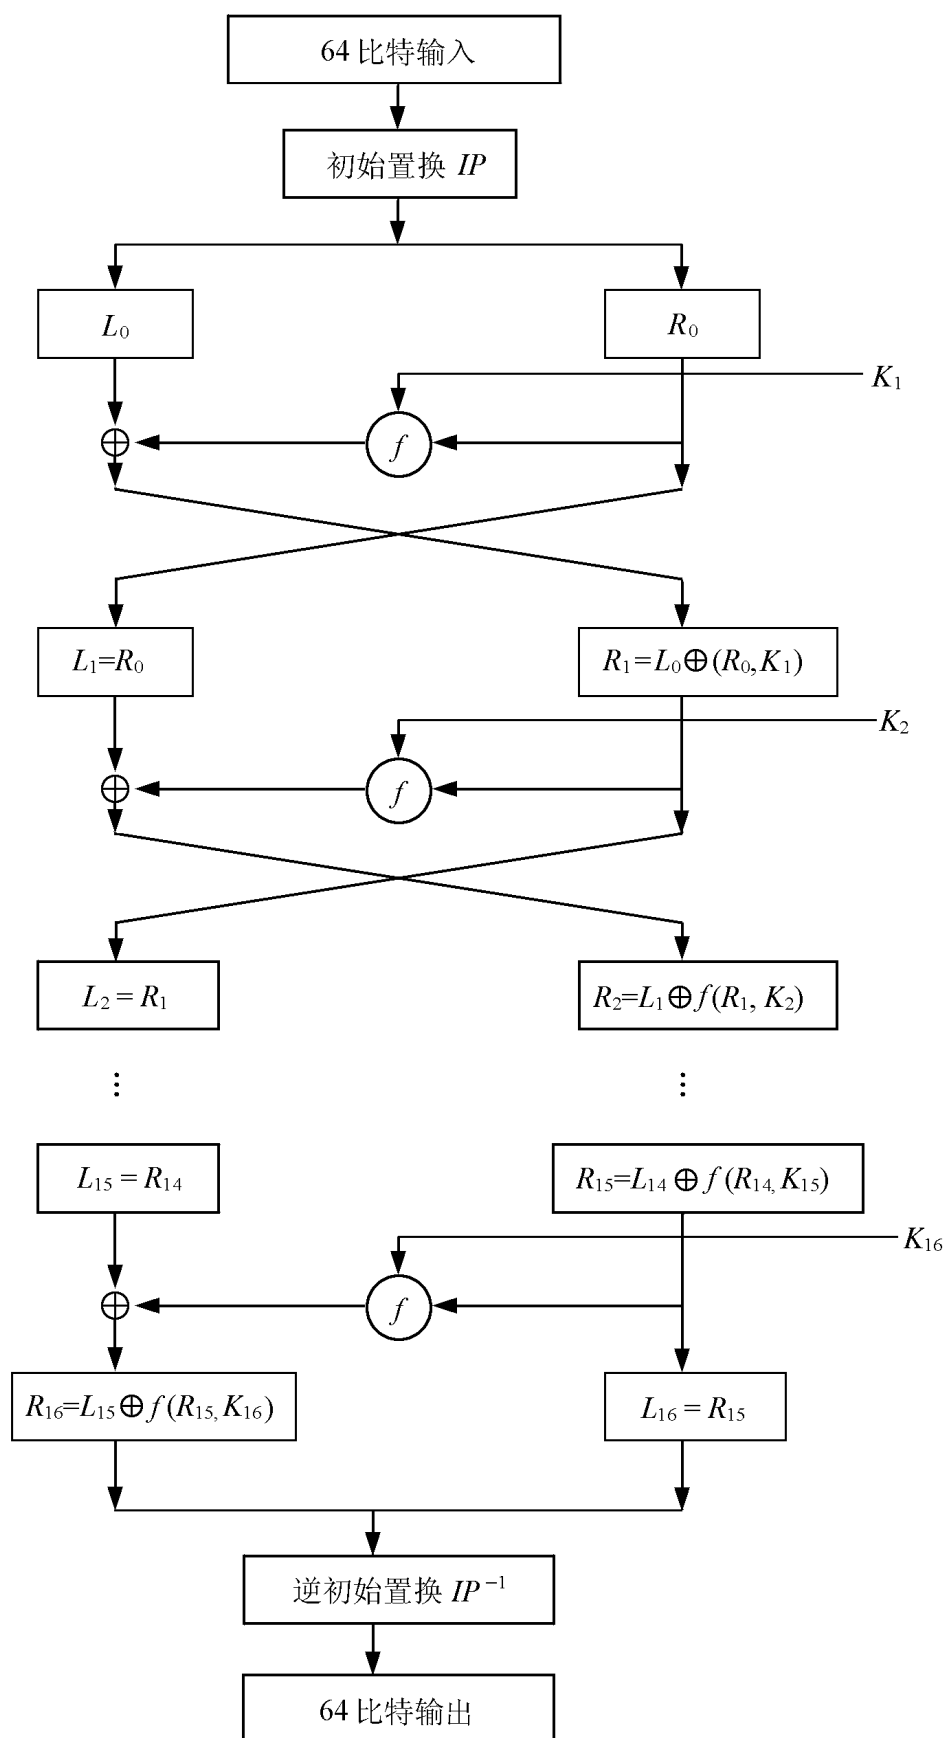 64 比特输入
初始置换 IP
L₀
R₀
K₁
f
L₁=R₀
R₁=L₀⊕(R₀,K₁)
K₂
f
L₂=R₁
R₂=L₁⊕f(R₁, K₂)
⋮
⋮
L₁₅=R₁₄
R₁₅=L₁₄⊕f(R₁₄,K₁₅)
K₁₆
f
R₁₆=L₁₅⊕f(R₁₅,K₁₆)
L₁₆=R₁₅
逆初始置换 IP⁻¹
64 比特输出